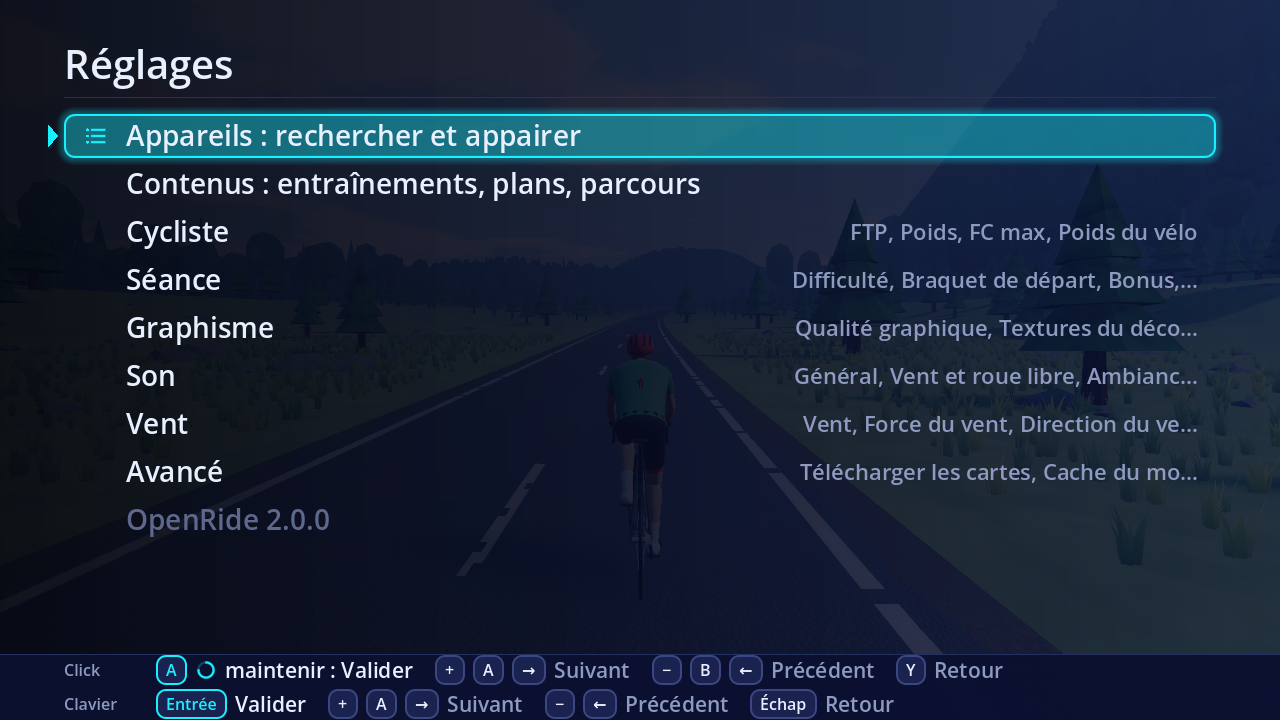 Réglages
Appareils : rechercher et appairer
Contenus : entraînements, plans, parcours
Cycliste FTP, Poids, FC max, Poids du vélo
Séance Difficulté, Braquet de départ, Bonus,...
Graphisme Qualité graphique, Textures du déco...
Son Général, Vent et roue libre, Ambianc...
Vent Vent, Force du vent, Direction du ve...
Avancé Télécharger les cartes, Cache du mo...
OpenRide 2.0.0
Click A maintenir : Valider + A → Suivant − B ← Précédent Y Retour
Clavier Entrée Valider + A → Suivant − ← Précédent Échap Retour